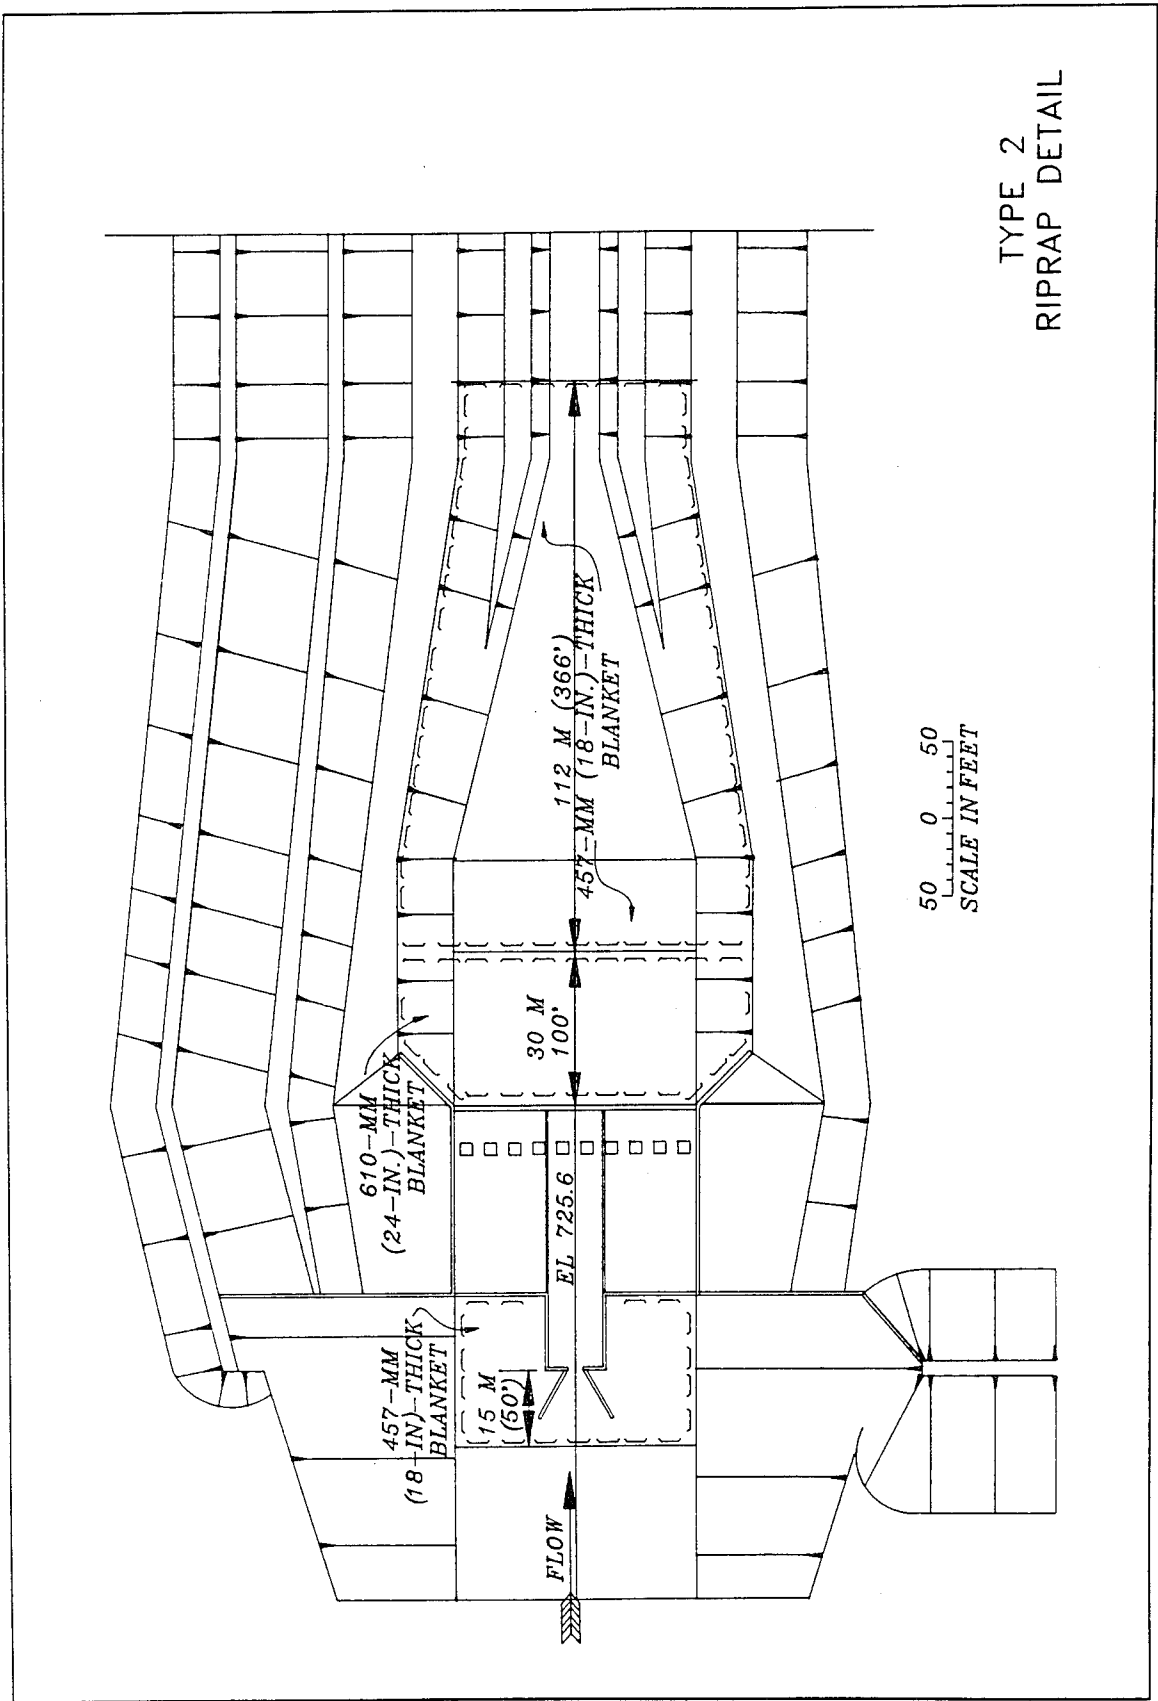 TYPE 2
RIPRAP DETAIL
112 M (366')
457-MM (18-IN.)-THICK
BLANKET
30 M
100'
610-MM
(24-IN.)-THICK
BLANKET
EL 725.6
457-MM
(18-IN)-THICK
BLANKET
15 M
(50')
FLOW
50 0 50
SCALE IN FEET